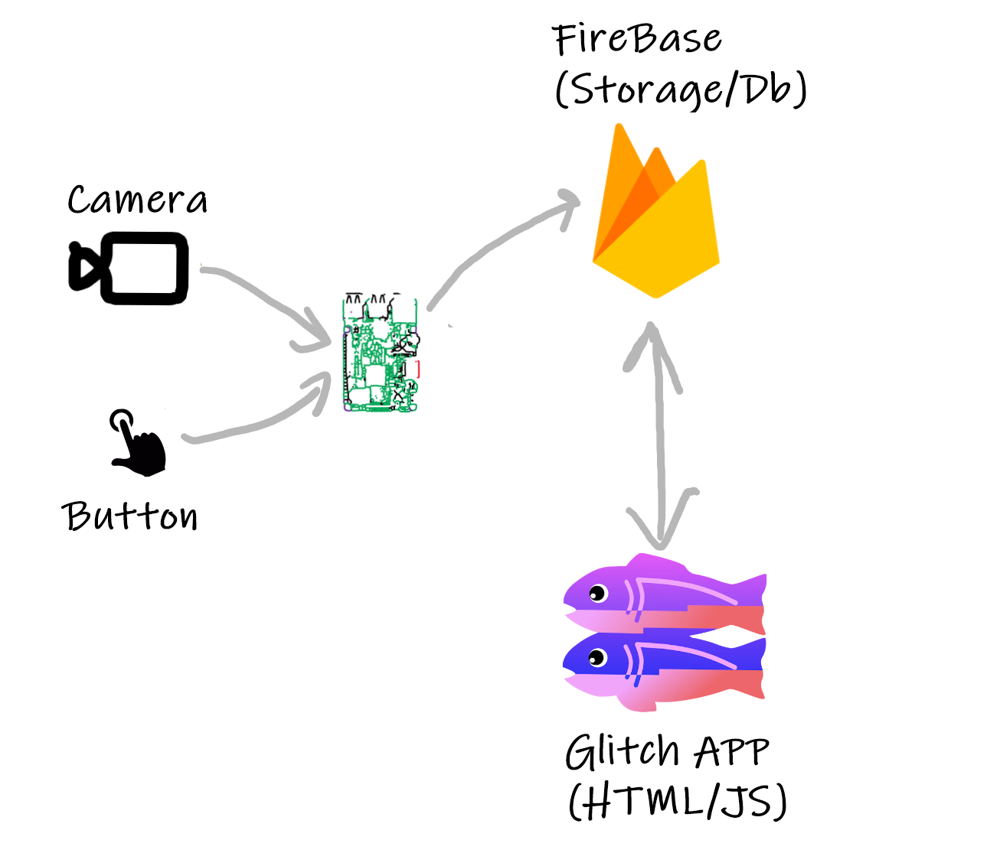 FireBase
(Storage/Db)
Camera
Button
Glitch APP
(HTML/JS)